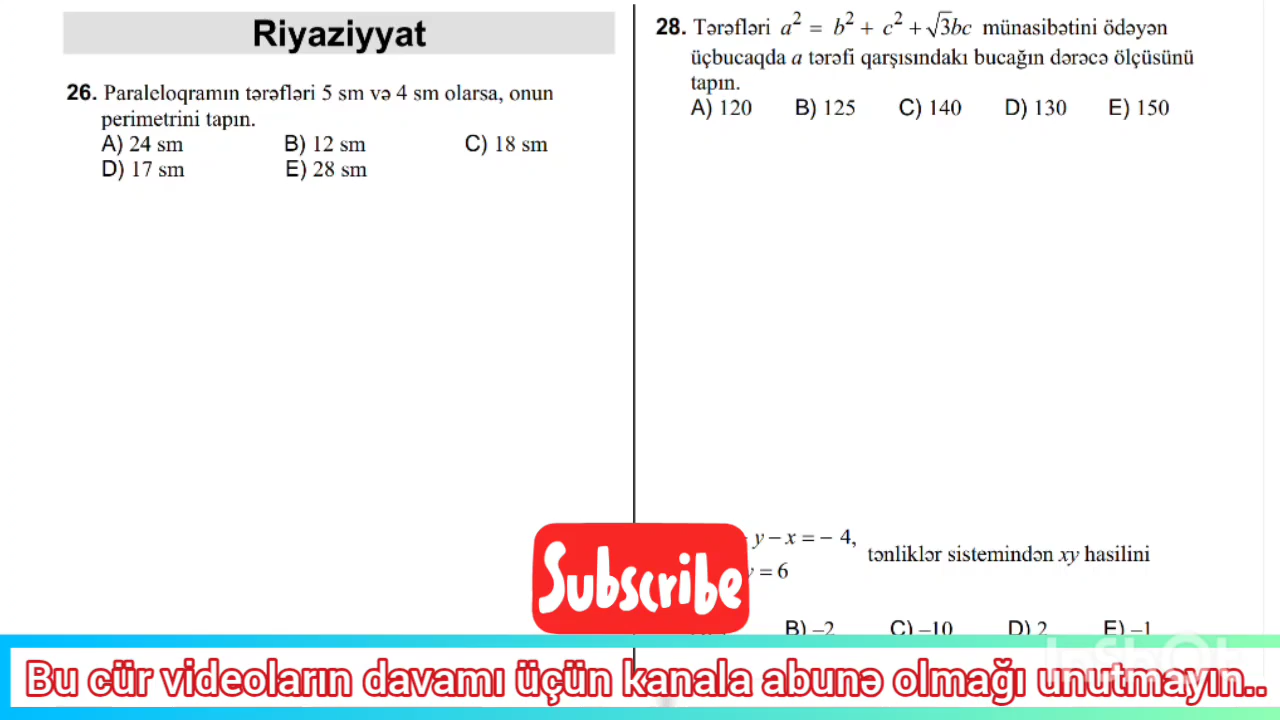 Riyaziyyat
26. Paraleloqramın tərəfləri 5 sm və 4 sm olarsa, onun
perimetrini tapın.
A) 24 sm B) 12 sm C) 18 sm
D) 17 sm E) 28 sm
28. Tərəfləri a² = b² + c² + √3bc münasibətini ödəyən
üçbucaqda a tərəfi qarşısındakı bucağın dərəcə ölçüsünü
tapın.
A) 120 B) 125 C) 140 D) 130 E) 150
y – x = – 4,
= 6
tənliklər sistemindən xy hasilini
B) –2 C) –10 D) 2 E) –1
Subscribe
Bu cür videoların davamı üçün kanala abunə olmağı unutmayın..